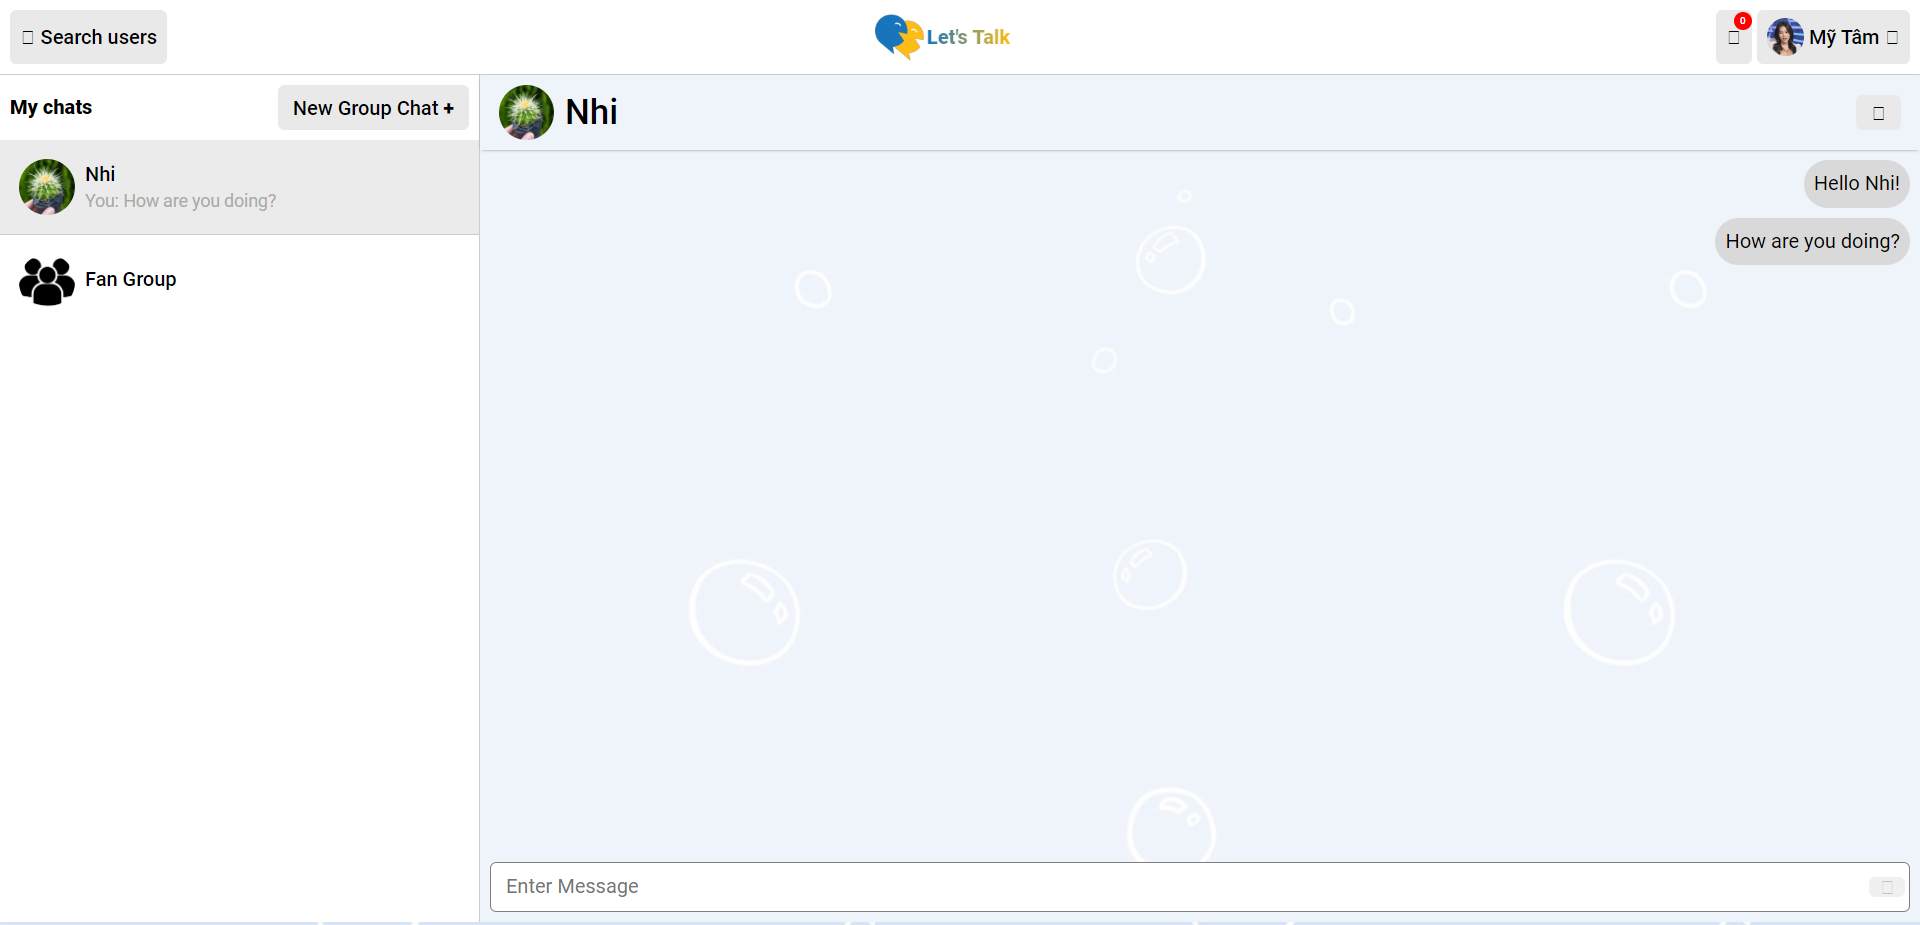 Search users
Let's Talk
0
Mỹ Tâm
My chats
New Group Chat +
Nhi
You: How are you doing?
Fan Group
Nhi
Hello Nhi!
How are you doing?
Enter Message